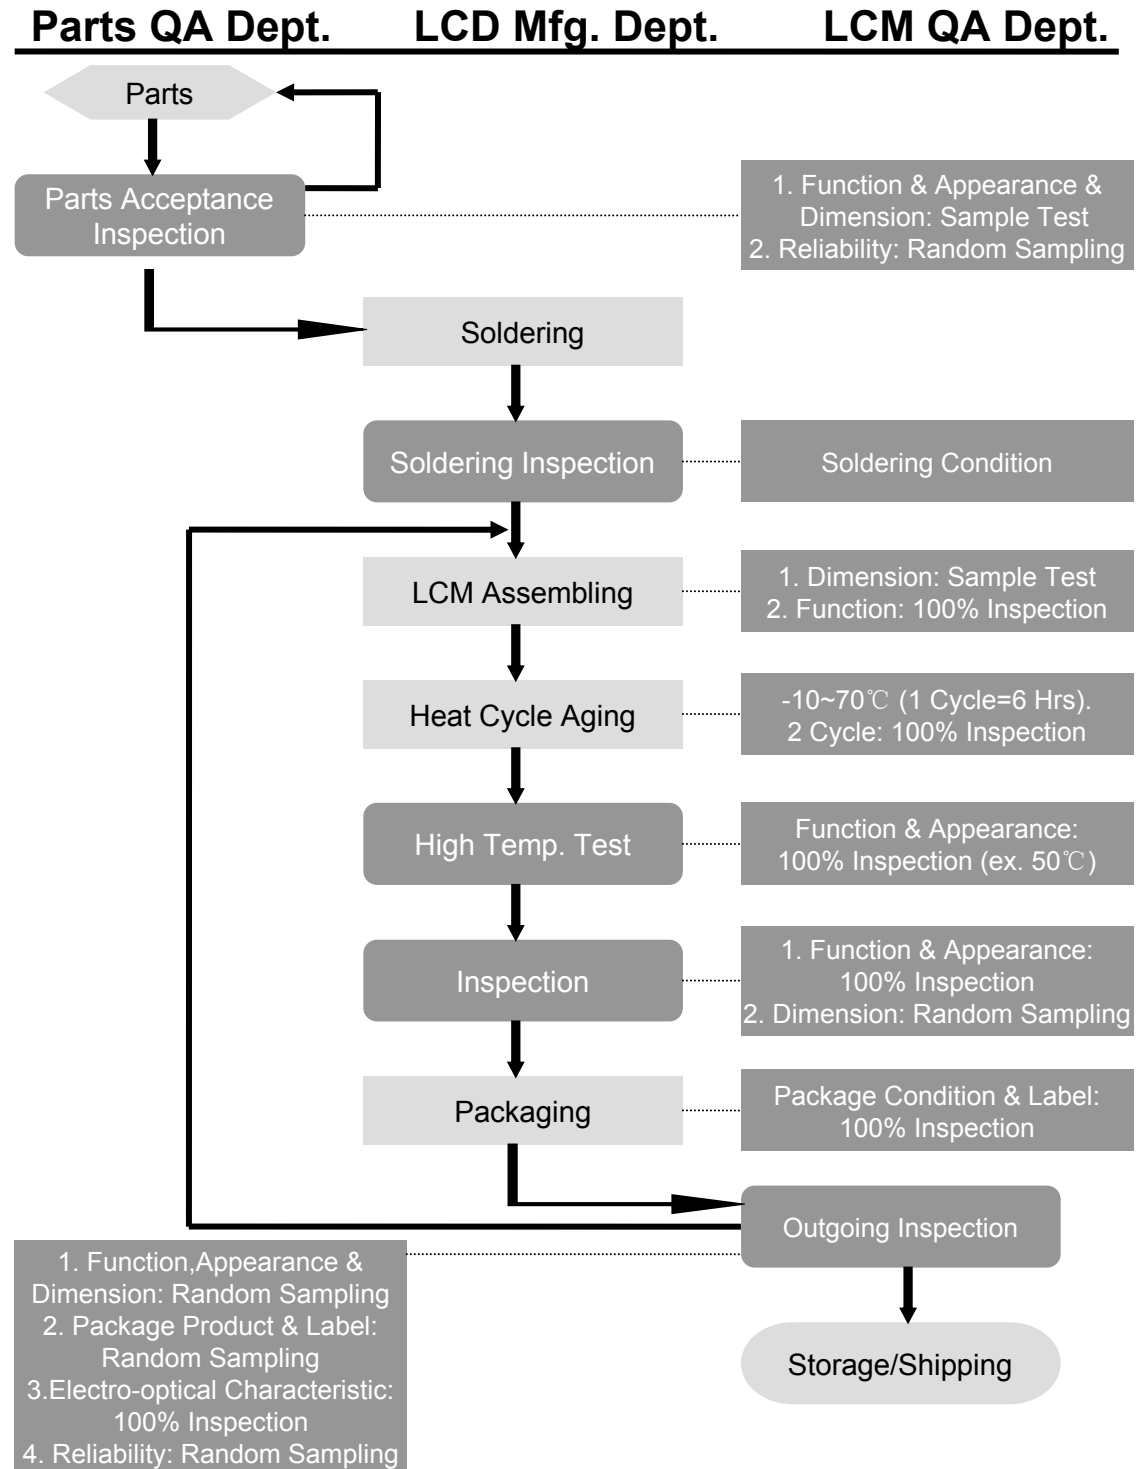 Parts QA Dept.
LCD Mfg. Dept.
LCM QA Dept.
Parts
Parts Acceptance
Inspection
1. Function & Appearance &
Dimension: Sample Test
2. Reliability: Random Sampling
Soldering
Soldering Inspection
Soldering Condition
LCM Assembling
1. Dimension: Sample Test
2. Function: 100% Inspection
Heat Cycle Aging
-10~70℃ (1 Cycle=6 Hrs).
2 Cycle: 100% Inspection
High Temp. Test
Function & Appearance:
100% Inspection (ex. 50℃)
Inspection
1. Function & Appearance:
100% Inspection
2. Dimension: Random Sampling
Packaging
Package Condition & Label:
100% Inspection
Outgoing Inspection
1. Function,Appearance &
Dimension: Random Sampling
2. Package Product & Label:
Random Sampling
3.Electro-optical Characteristic:
100% Inspection
4. Reliability: Random Sampling
Storage/Shipping